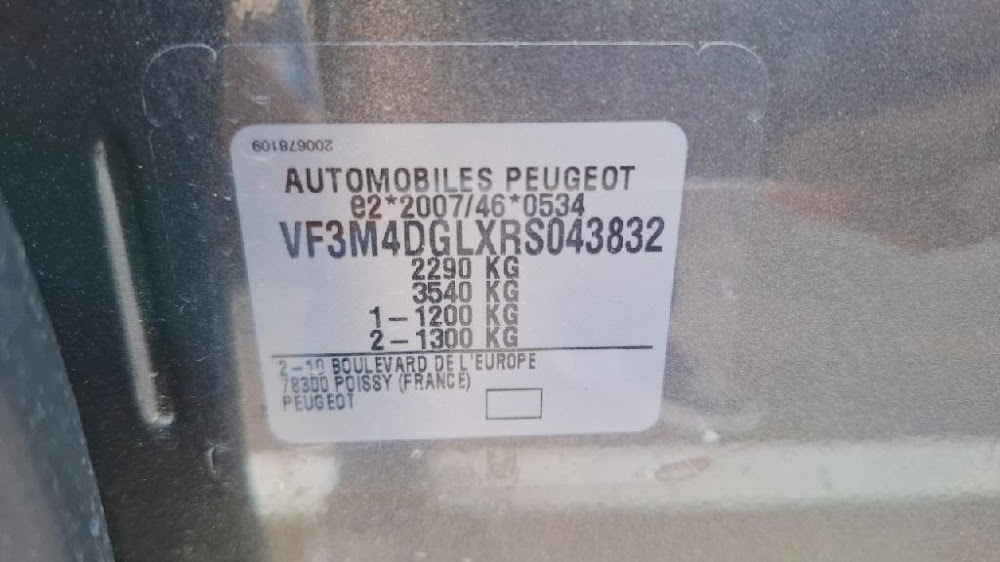 200678109
AUTOMOBILES PEUGEOT
e2*2007/46*0534
VF3M4DGLXRS043832
2290 KG
3540 KG
1-1200 KG
2-1300 KG
2-10 BOULEVARD DE L'EUROPE
78300 POISSY (FRANCE)
PEUGEOT